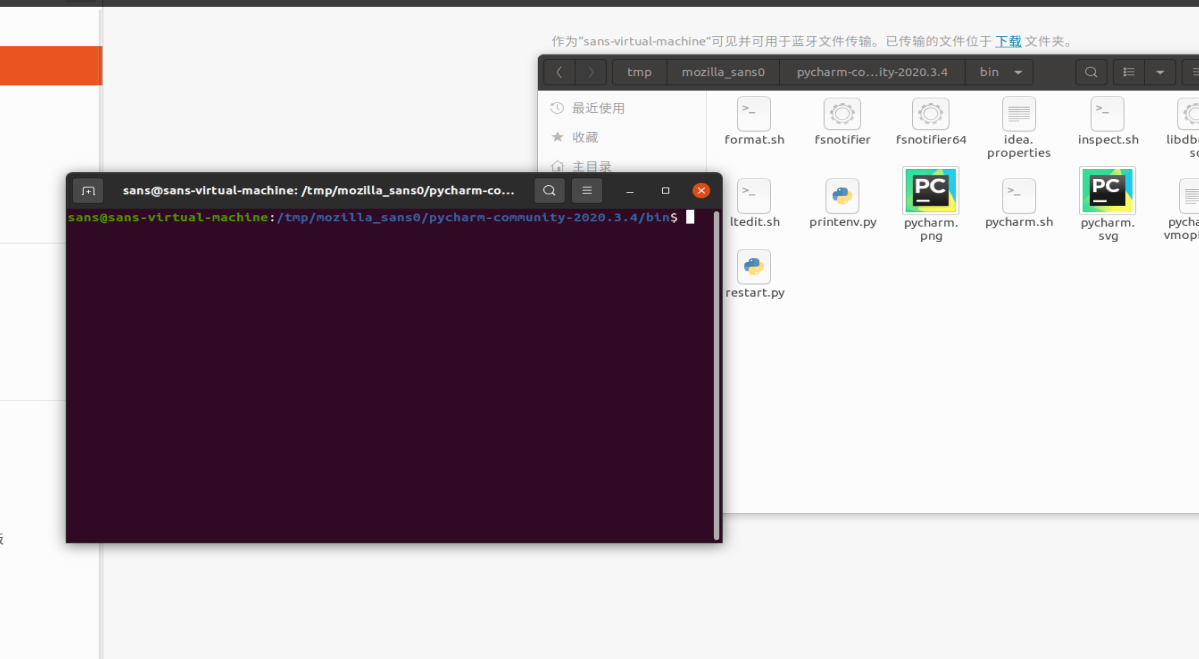 作为“sans-virtual-machine”可见并可用于蓝牙文件传输。已传输的文件位于 下载 文件夹。
tmp mozilla_sans0 pycharm-co…ity-2020.3.4 bin
最近使用
收藏
主目录
format.sh fsnotifier fsnotifier64 idea. inspect.sh libdb
properties
sans@sans-virtual-machine: /tmp/mozilla_sans0/pycharm-co...
sans@sans-virtual-machine:/tmp/mozilla_sans0/pycharm-community-2020.3.4/bin$
ltedit.sh printenv.py pycharm. pycharm.sh pycharm. pycha
png svg vmop
PC PC
restart.py